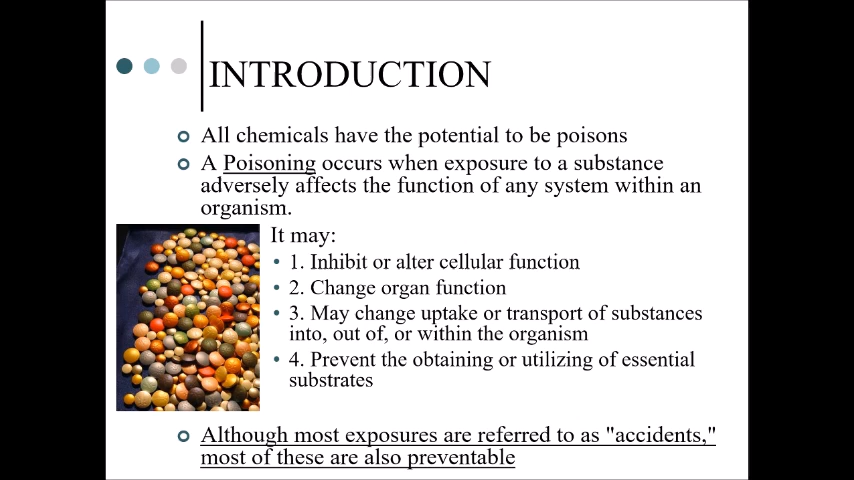 INTRODUCTION
All chemicals have the potential to be poisons
A Poisoning occurs when exposure to a substance
adversely affects the function of any system within an
organism.
It may:
1. Inhibit or alter cellular function
2. Change organ function
3. May change uptake or transport of substances
into, out of, or within the organism
4. Prevent the obtaining or utilizing of essential
substrates
Although most exposures are referred to as "accidents,"
most of these are also preventable